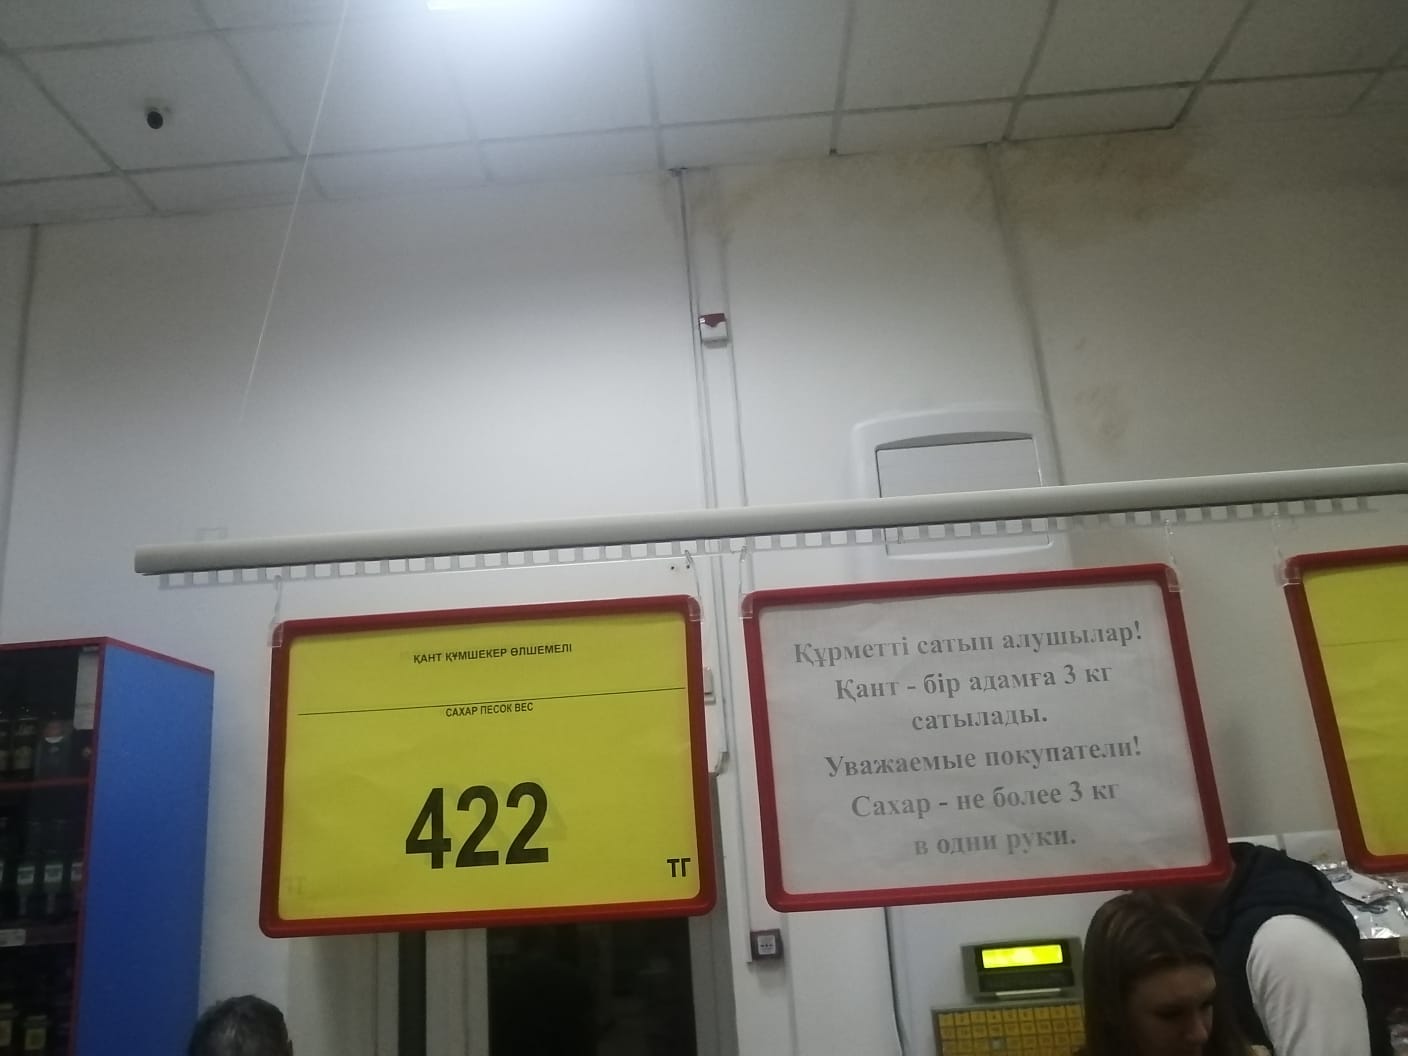 ҚАНТ ҚҰМШЕКЕР ӨЛШЕМЕЛІ
САХАР ПЕСОК ВЕС
422
ТГ
Құрметті сатып алушылар!
Қант - бір адамға 3 кг
сатылады.
Уважаемые покупатели!
Сахар - не более 3 кг
в одни руки.